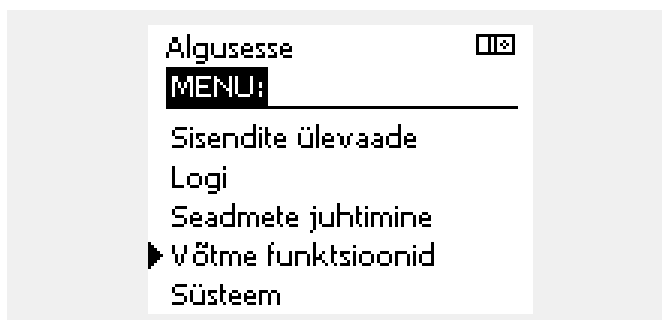 Algusesse
MENU:
Sisendite ülevaade
Logi
Seadmete juhtimine
Võtme funktsioonid
Süsteem